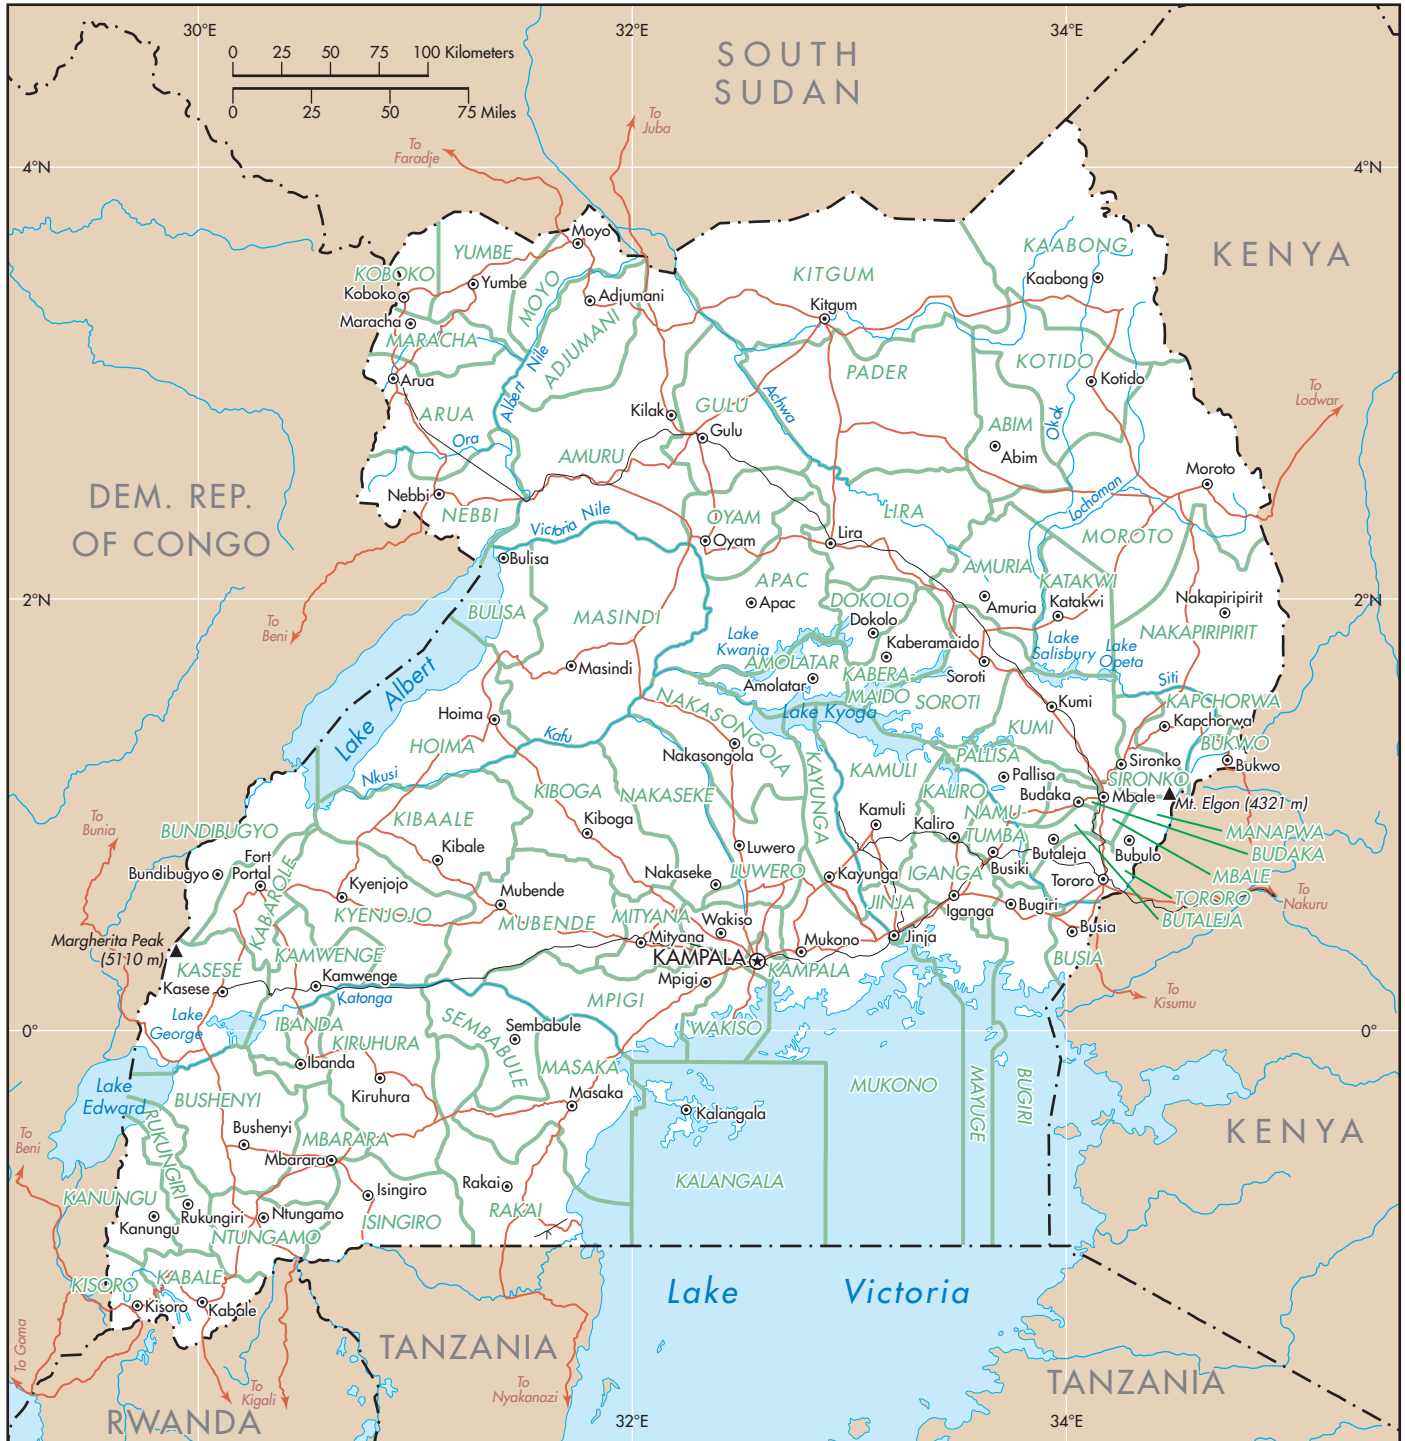 30°E
32°E
34°E
0 25 50 75 100 Kilometers
0 25 50 75 Miles
SOUTH
SUDAN
To
Juba
To
Faradje
4°N
4°N
KENYA
Moyo
YUMBE
KOBOKO
Yumbe
Koboko
MOYO
Adjumani
Maracha
MARACHA
ADJUMANI
KITGUM
Kitgum
KAABONG
Kaabong
Arua
ARUA
Albert Nile
Ora
Kilak
GULU
Gulu
Achwa
PADER
KOTIDO
Kotido
Okok
ABIM
Abim
To
Lodwar
DEM. REP.
OF CONGO
AMURU
Nebbi
NEBBI
Victoria Nile
OYAM
Oyam
LIRA
Lira
Lochoman
Moroto
MOROTO
Bulisa
BULISA
2°N
2°N
To
Beni
MASINDI
Masindi
APAC
Apac
DOKOLO
Dokolo
AMURIA
Amuria
KATAKWI
Katakwi
Nakapiripirit
NAKAPIRIPIRIT
Lake
Kwania
Kaberamaido
AMOLATAR
Amolatar
KABERA-
MAIDO
Soroti
SOROTI
Lake
Salisbury
Lake
Opeta
Siti
Lake Albert
Hoima
HOIMA
Kafu
Nkusi
NAKASONGOLA
Nakasongola
Lake Kyoga
Kumi
KUMI
KAPCHORWA
Kapchorwa
BUKWO
Bukwo
KAYUNGA
KAMULI
Kamuli
PALLISA
Pallisa
Sironko
SIRONKO
Mbale
Mt. Elgon (4321 m)
Budaka
KALIRO
Kaliro
NAMU-
TUMBA
MANAPWA
BUDAKA
MBALE
TORORO
BUTALEJA
To
Bunia
BUNDIBUGYO
Bundibugyo
Fort
Portal
KABAROLE
KIBAALE
Kibale
KIBOGA
Kiboga
NAKASEKE
Nakaseke
Luwero
LUWERO
Kayunga
IGANGA
Iganga
Busiki
Butaleja
Bubulo
Tororo
Bugiri
To
Nakuru
Kyenjojo
KYENJOJO
Mubende
MUBENDE
MITYANA
Mityana
Wakiso
JINJA
Jinja
Busia
BUSIA
Margherita Peak
(5110 m)
KAMWENGE
Kamwenge
KASESE
Kasese
Katonga
KAMPALA
KAMPALA
Mukono
Mpigi
MPIGI
To
Kisumu
Lake
George
IBANDA
Ibanda
KIRUHURA
Kiruhura
SEMBABULE
Sembabule
WAKISO
0°
0°
MASAKA
Masaka
Lake
Edward
BUSHENYI
Bushenyi
RUKUNGIRI
Rukungiri
MBARARA
Mbarara
Kalangala
KALANGALA
MUKONO
MAYUGE
BUGIRI
KENYA
To
Beni
KANUNGU
Kanungu
Ntungamo
NTUNGAMO
Isingiro
ISINGIRO
Rakai
RAKAI
KISORO
Kisoro
KABALE
Kabale
Lake Victoria
To Goma
To
Kigali
To
Nyakanazi
TANZANIA
TANZANIA
RWANDA
32°E
34°E